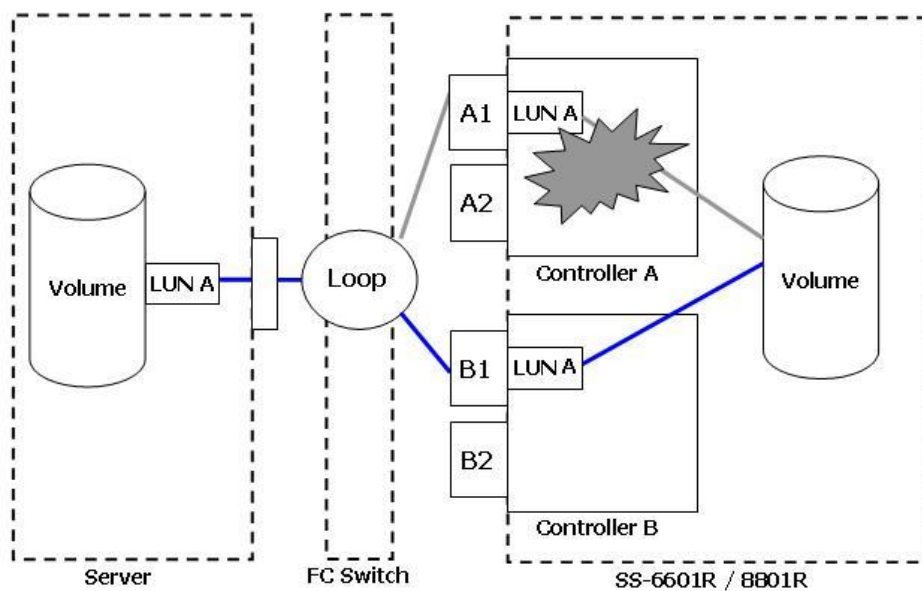 Volume
LUN A
Loop
A1
LUN A
A2
Controller A
B1
LUN A
B2
Controller B
Volume
Server
FC Switch
SS-6601R / 8801R